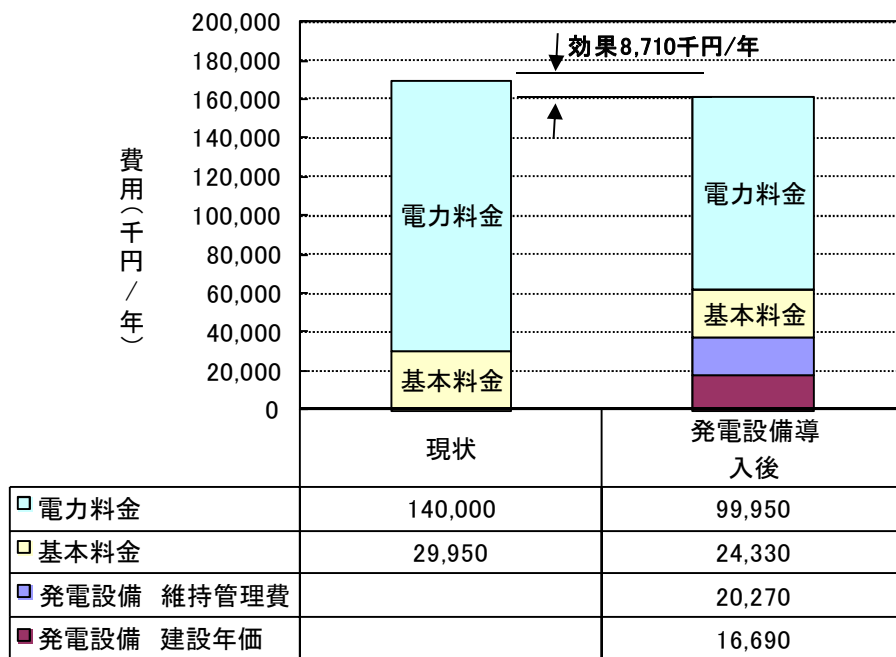 200,000
180,000
160,000
140,000
120,000
100,000
80,000
60,000
40,000
20,000
0
費用(千円/年)
効果8,710千円/年
電力料金
基本料金
電力料金
基本料金
現状
発電設備導
入後
電力料金 140,000 99,950
基本料金 29,950 24,330
発電設備 維持管理費 20,270
発電設備 建設年価 16,690